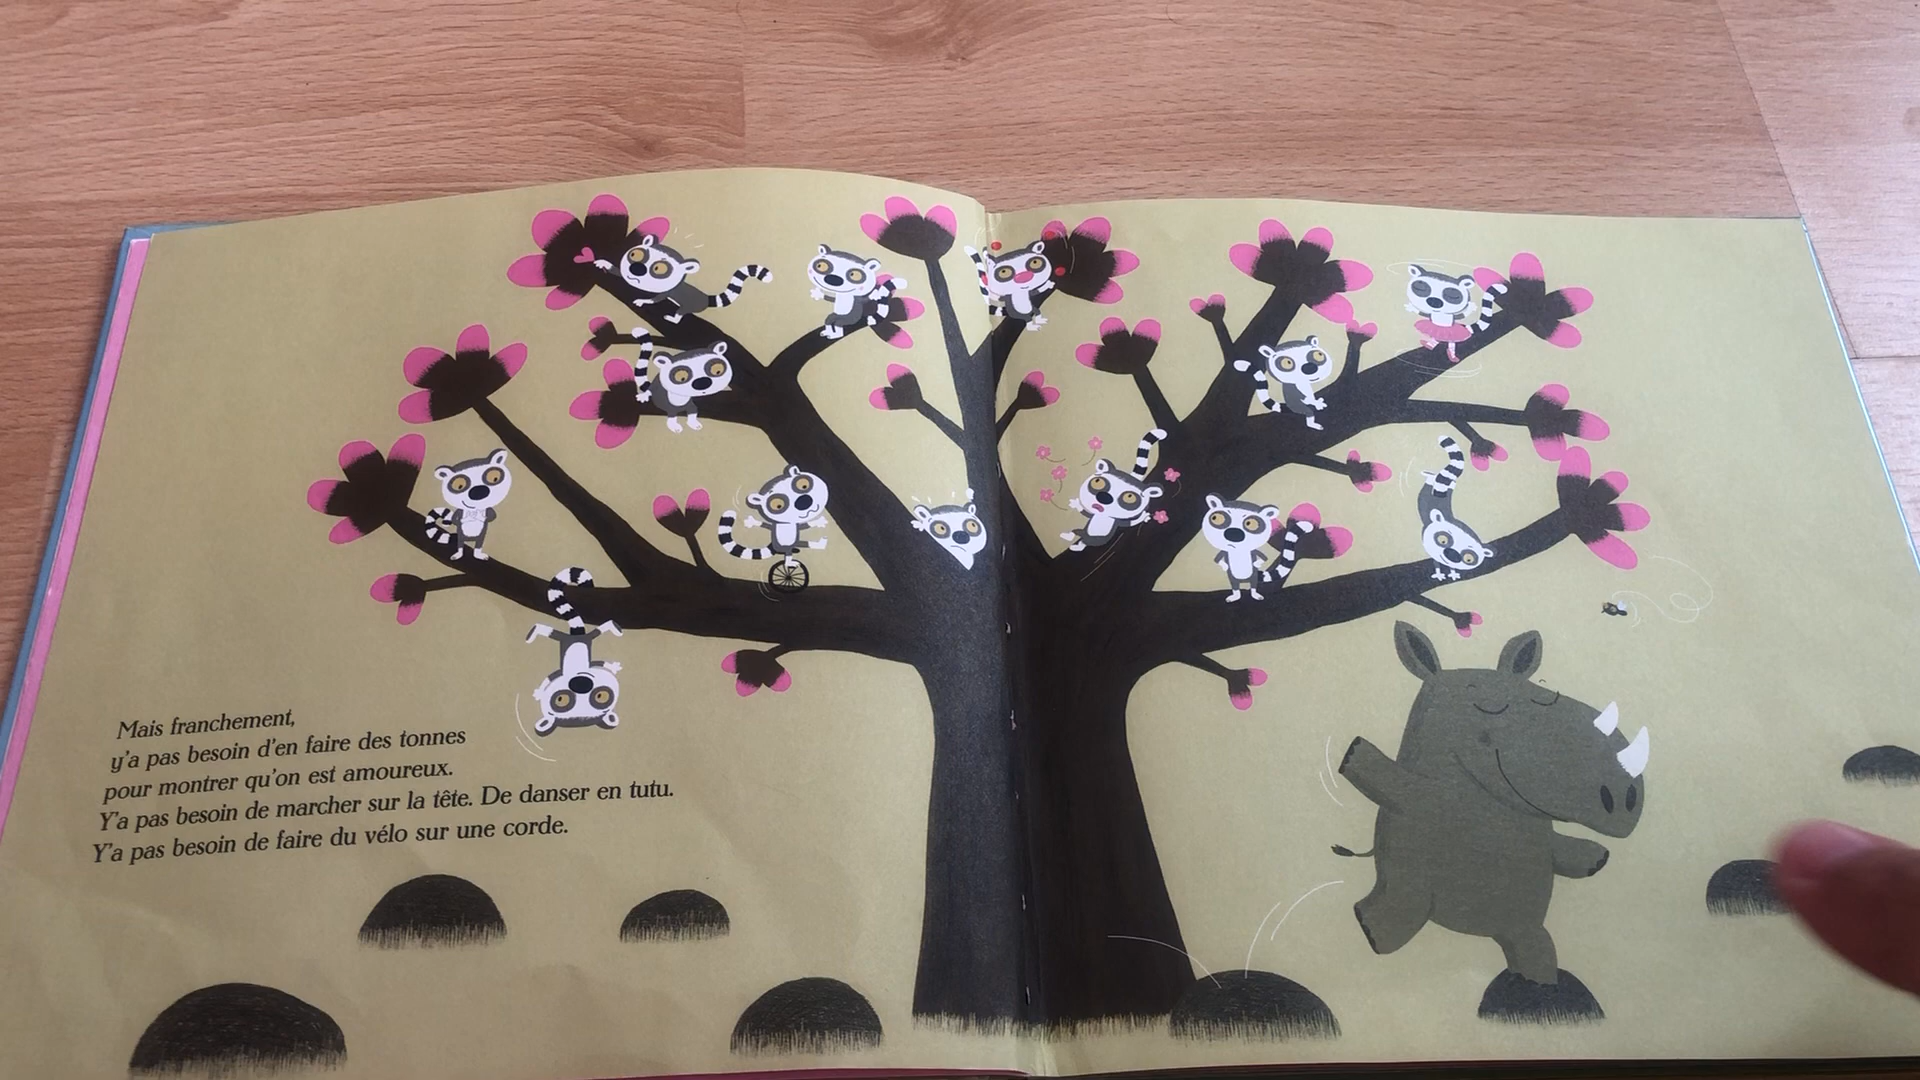 Mais franchement,
y'a pas besoin d'en faire des tonnes
pour montrer qu'on est amoureux.
Y'a pas besoin de marcher sur la tête. De danser en tutu.
Y'a pas besoin de faire du vélo sur une corde.